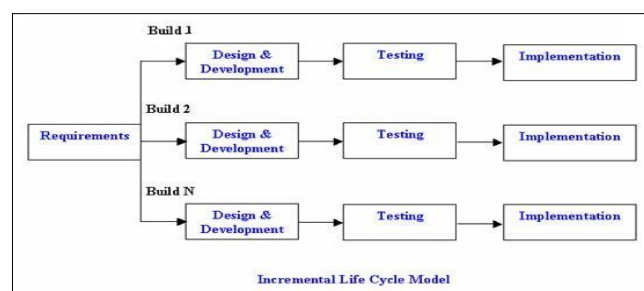 Build 1
Design &
Development
Testing
Implementation
Build 2
Requirements
Design &
Development
Testing
Implementation
Build N
Design &
Development
Testing
Implementation
Incremental Life Cycle Model